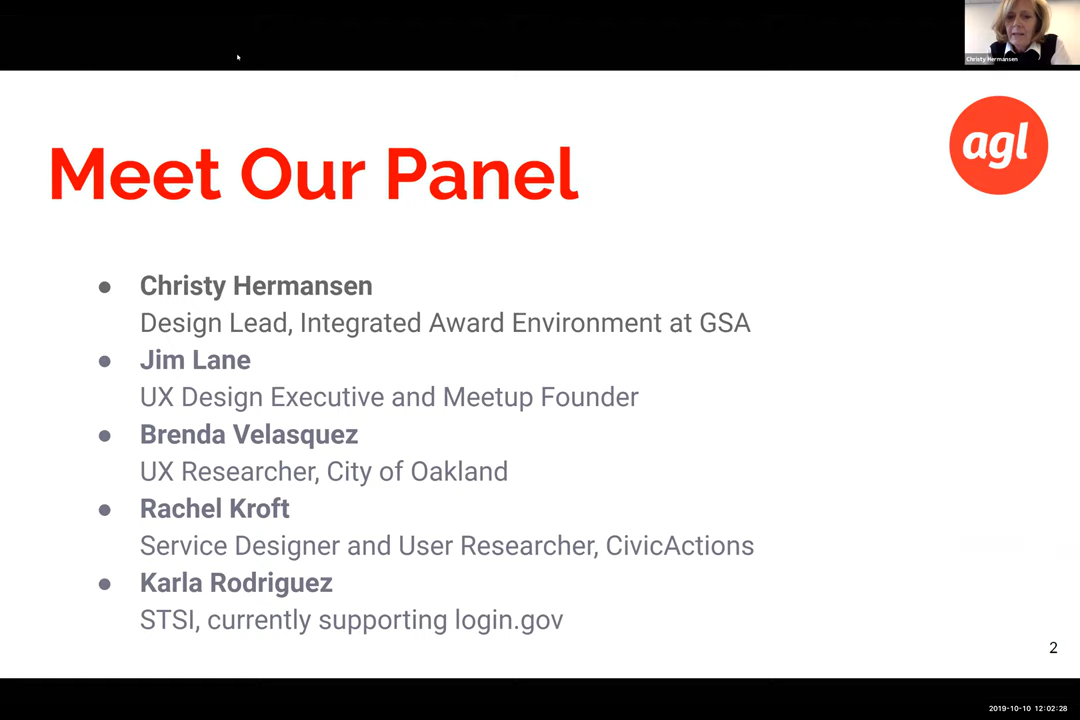 Christy Hermansen
agl
Meet Our Panel
● Christy Hermansen
Design Lead, Integrated Award Environment at GSA
● Jim Lane
UX Design Executive and Meetup Founder
● Brenda Velasquez
UX Researcher, City of Oakland
● Rachel Kroft
Service Designer and User Researcher, CivicActions
● Karla Rodriguez
STSI, currently supporting login.gov
2
2019-10-10 12:02:28